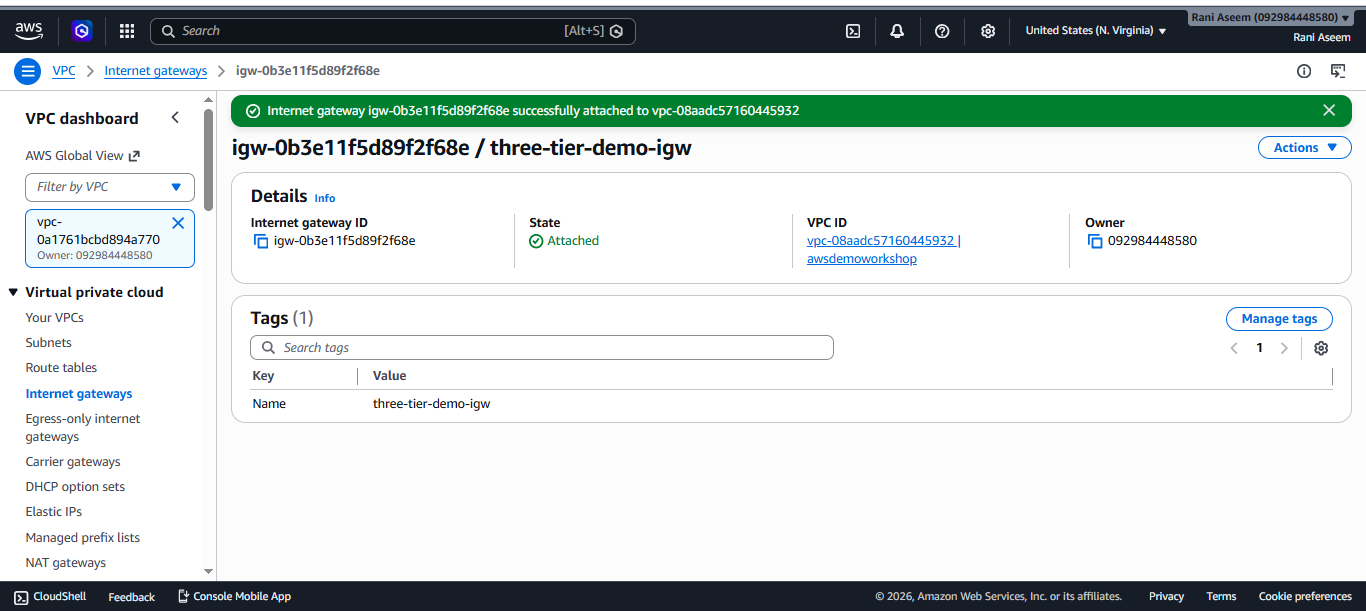 aws
Search [Alt+S]
United States (N. Virginia)
Rani Aseem (092984448580)
Rani Aseem
VPC
Internet gateways
igw-0b3e11f5d89f2f68e
VPC dashboard
AWS Global View
Filter by VPC
vpc-
0a1761bcbd894a770
Owner: 092984448580
Virtual private cloud
Your VPCs
Subnets
Route tables
Internet gateways
Egress-only internet
gateways
Carrier gateways
DHCP option sets
Elastic IPs
Managed prefix lists
NAT gateways
Internet gateway igw-0b3e11f5d89f2f68e successfully attached to vpc-08aadc57160445932
igw-0b3e11f5d89f2f68e / three-tier-demo-igw
Actions
Details Info
Internet gateway ID
igw-0b3e11f5d89f2f68e
State
Attached
VPC ID
vpc-08aadc57160445932 |
awsdemoworkshop
Owner
092984448580
Tags (1)
Manage tags
Search tags
1
Key Value
Name three-tier-demo-igw
CloudShell Feedback Console Mobile App
© 2026, Amazon Web Services, Inc. or its affiliates. Privacy Terms Cookie preferences